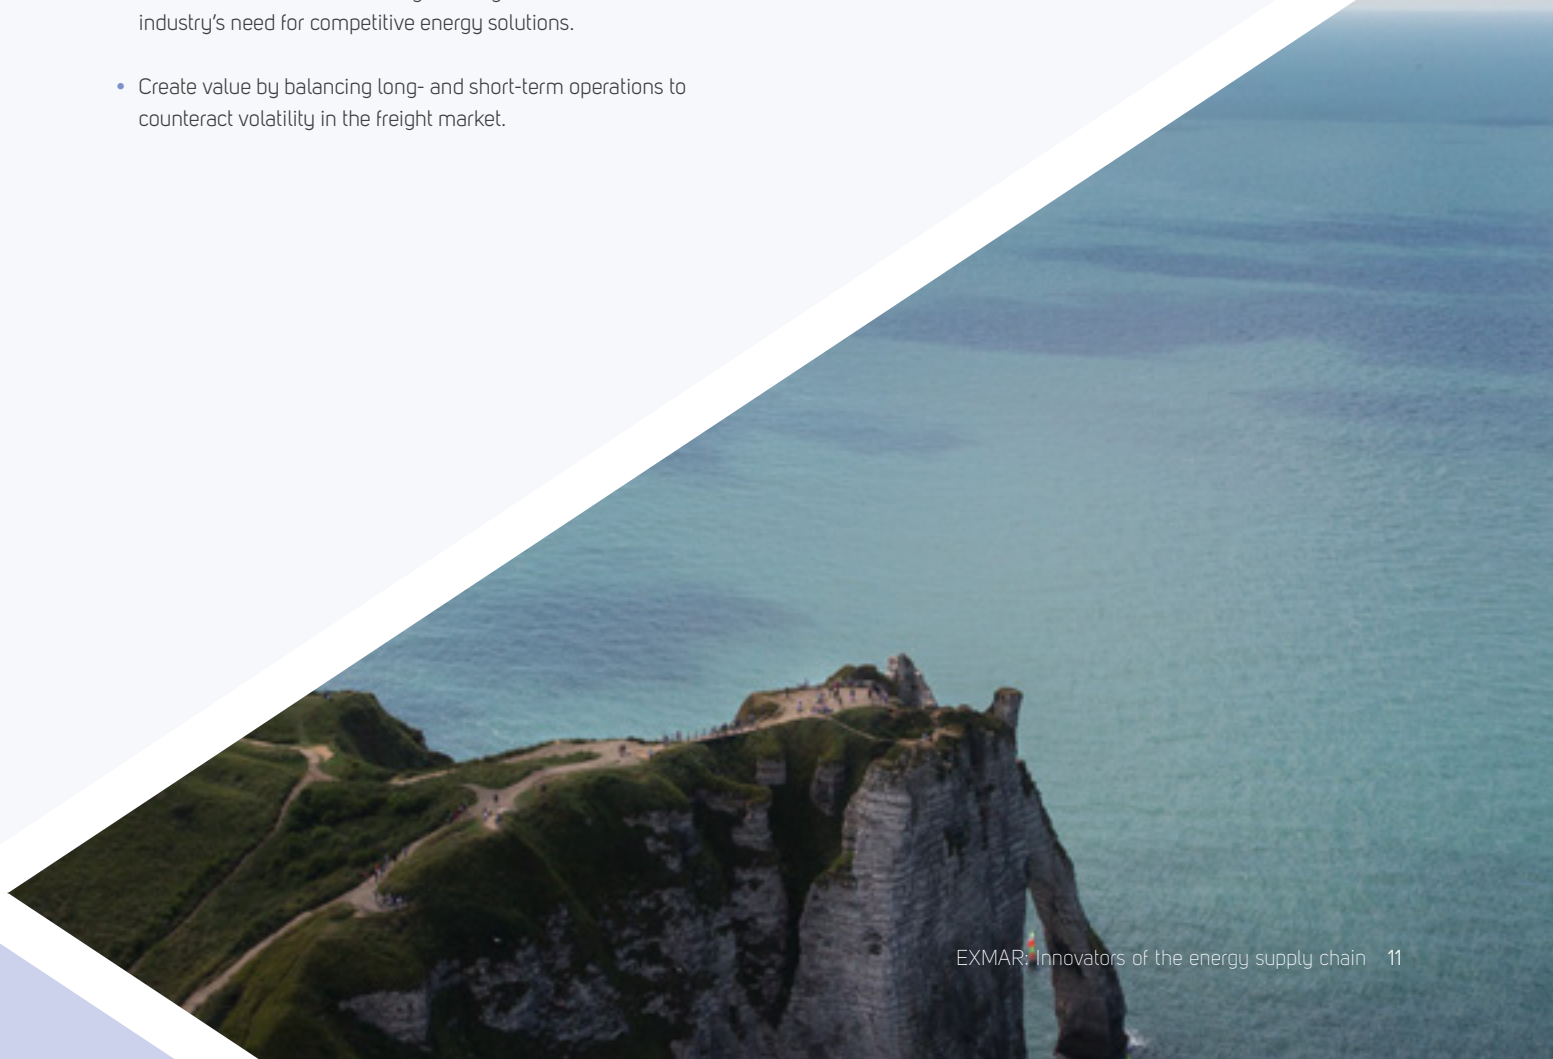 industry's need for competitive energy solutions.
• Create value by balancing long- and short-term operations to
counteract volatility in the freight market.
EXMAR: Innovators of the energy supply chain 11